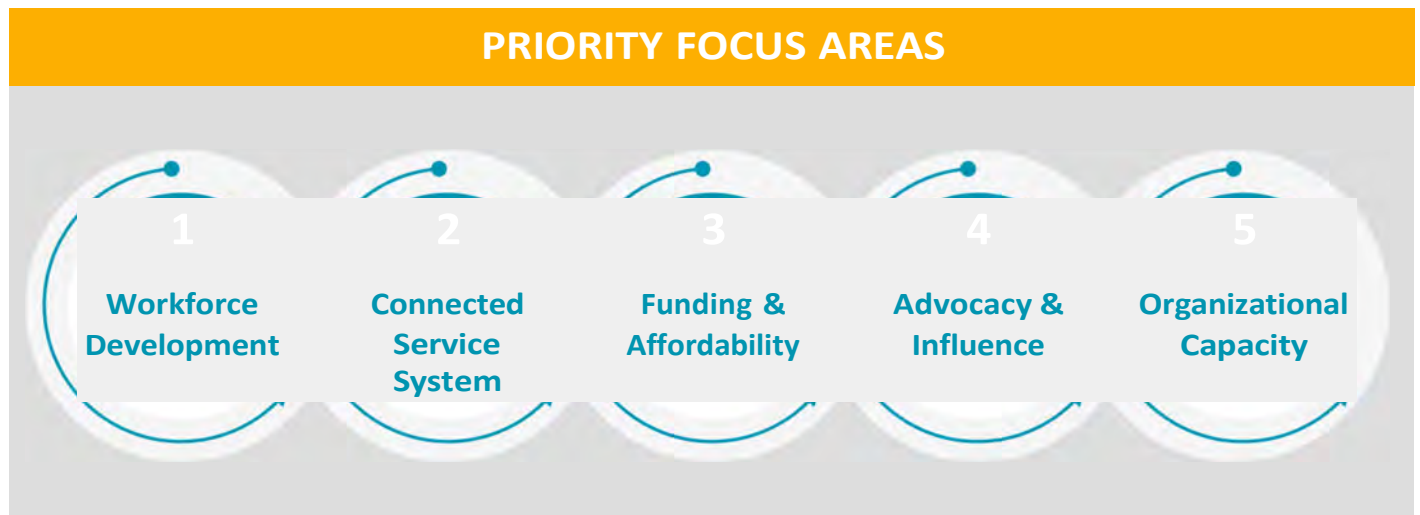 PRIORITY FOCUS AREAS
1
Workforce
Development
2
Connected
Service
System
3
Funding &
Affordability
4
Advocacy &
Influence
5
Organizational
Capacity